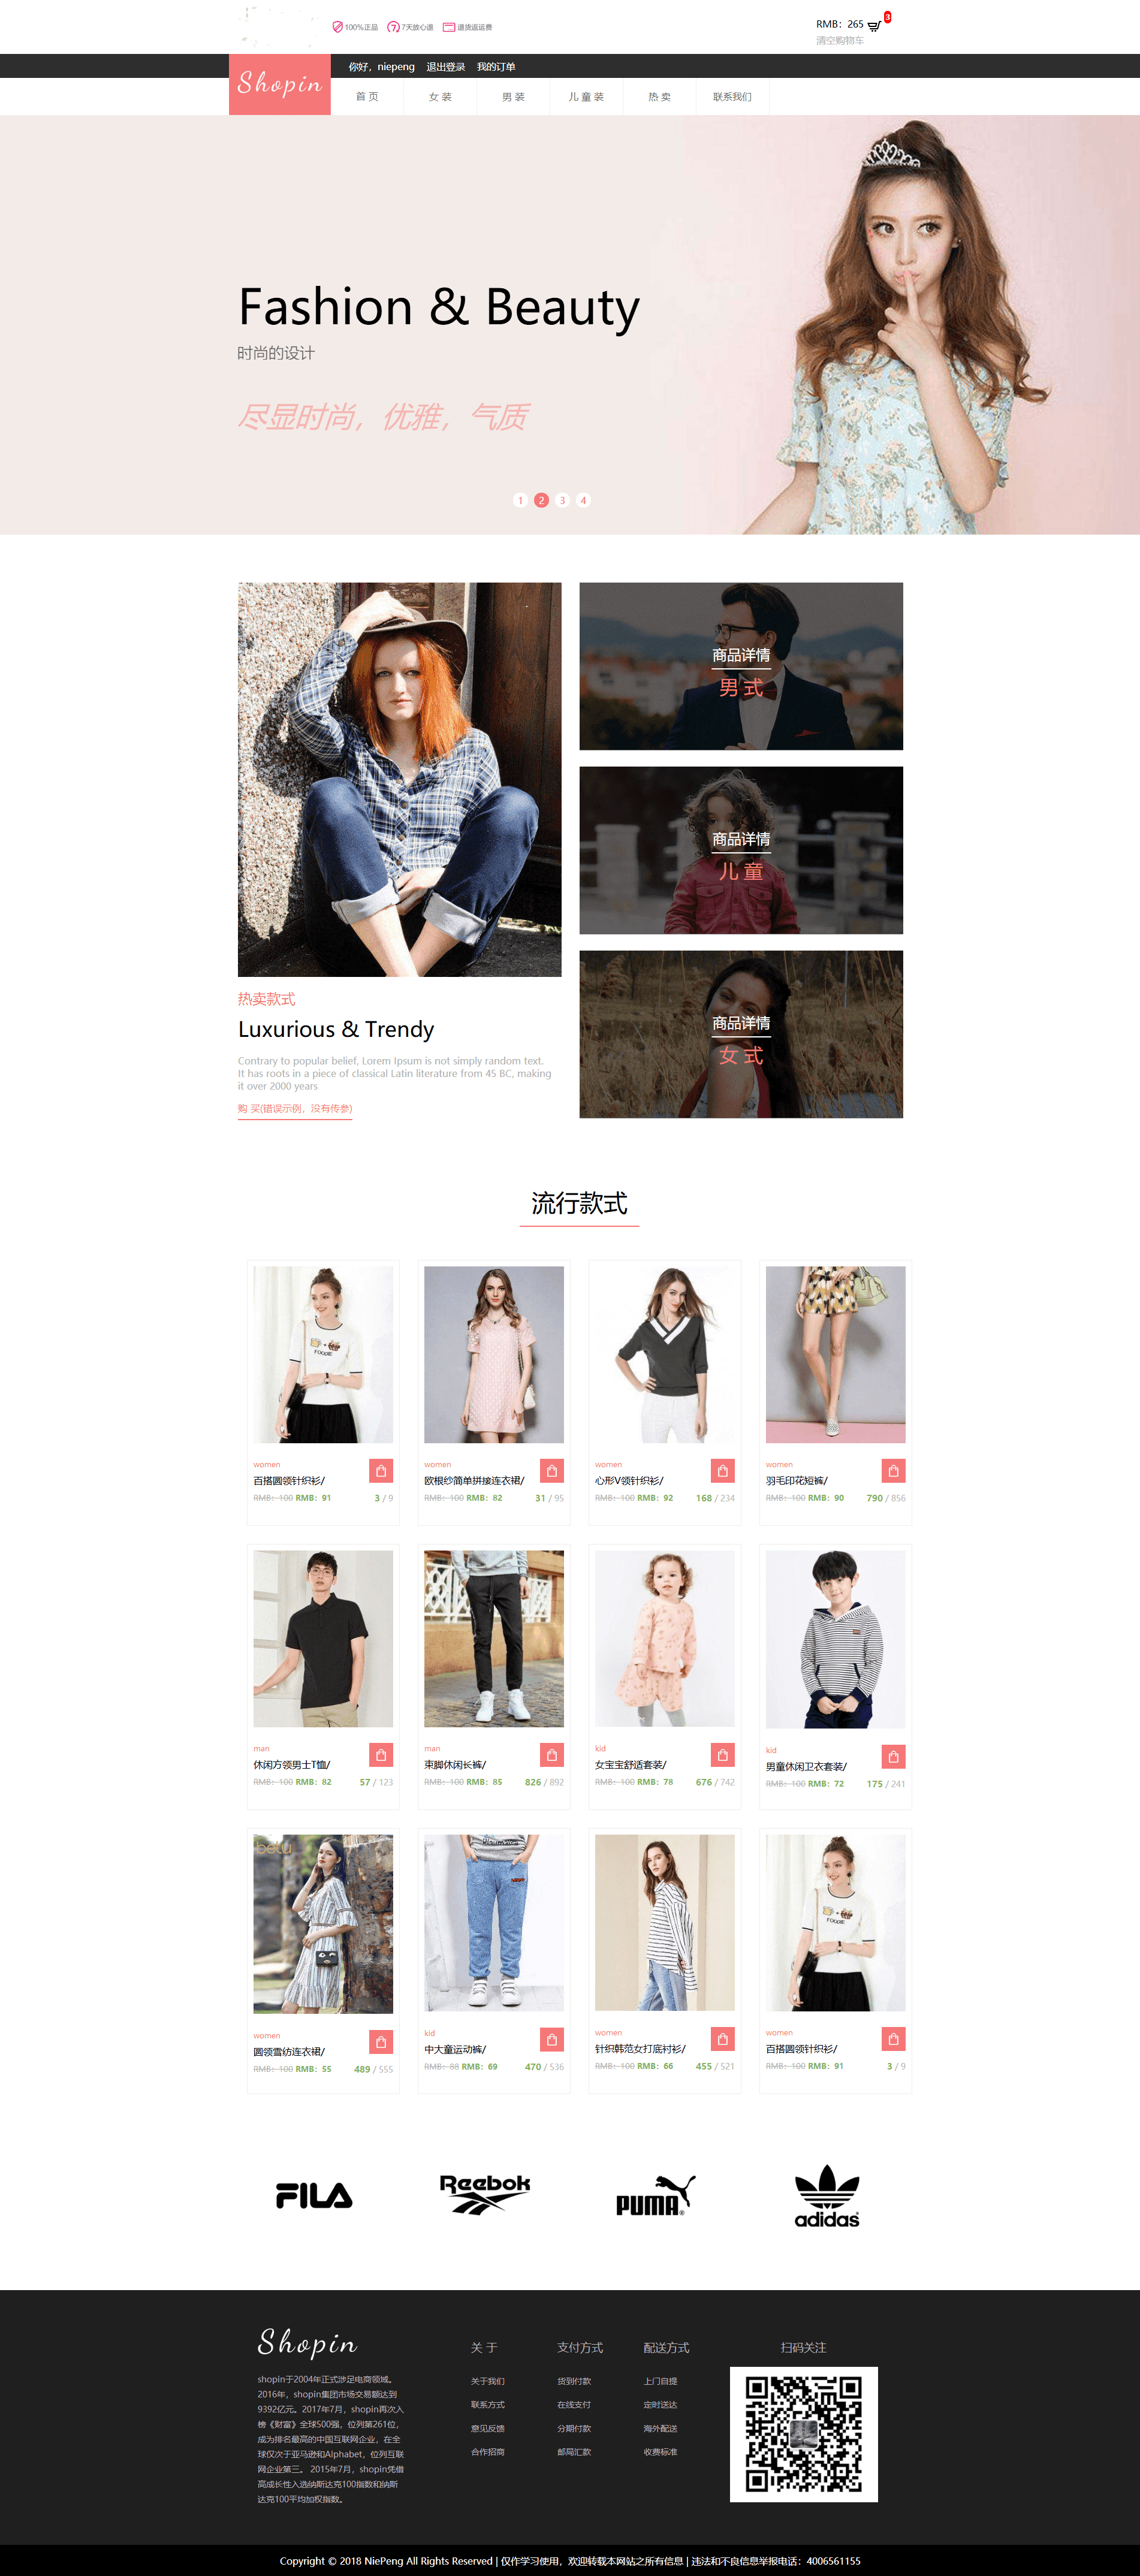 100%正品 7天放心退 退货返运费
RMB：265 3
清空购物车
Shopin
你好，niepeng 退出登录 我的订单
首 页 女 装 男 装 儿 童 装 热 卖 联系我们
Fashion & Beauty
时尚的设计
尽显时尚，优雅，气质
1 2 3 4
商品详情
男 式
商品详情
儿 童
商品详情
女 式
热卖款式
Luxurious & Trendy
Contrary to popular belief, Lorem Ipsum is not simply random text.
It has roots in a piece of classical Latin literature from 45 BC, making
it over 2000 years
购 买(错误示例，没有传参)
流行款式
FOODIE
women women women women
百搭圆领针织衫/ 欧根纱简单拼接连衣裙/ 心形V领针织衫/ 羽毛印花短裤/
RMB：100 RMB：91 3 / 9 RMB：100 RMB：82 31 / 95 RMB：100 RMB：92 168 / 234 RMB：100 RMB：90 790 / 856
man man kid kid
休闲方领男士T恤/ 束脚休闲长裤/ 女宝宝舒适套装/ 男童休闲卫衣套装/
RMB：100 RMB：82 57 / 123 RMB：100 RMB：85 826 / 892 RMB：100 RMB：78 676 / 742 RMB：100 RMB：72 175 / 241
betu
FOODIE
women kid women women
圆领雪纺连衣裙/ 中大童运动裤/ 针织韩范女打底衬衫/ 百搭圆领针织衫/
RMB：100 RMB：55 489 / 555 RMB：88 RMB：69 470 / 536 RMB：100 RMB：66 455 / 521 RMB：100 RMB：91 3 / 9
FILA Reebok PUMA® adidas
Shopin
shopin于2004年正式涉足电商领域。
2016年，shopin集团市场交易额达到
9392亿元。2017年7月，shopin再次入
榜《财富》全球500强，位列第261位，
成为排名最高的中国互联网企业，在全
球仅次于亚马逊和Alphabet，位列互联
网企业第三。 2015年7月，shopin凭借
高成长性入选纳斯达克100指数和纳斯
达克100平均加权指数。
关 于
关于我们
联系方式
意见反馈
合作招商
支付方式
货到付款
在线支付
分期付款
邮局汇款
配送方式
上门自提
定时送达
海外配送
收费标准
扫码关注
Copyright © 2018 NiePeng All Rights Reserved | 仅作学习使用，欢迎转载本网站之所有信息 | 违法和不良信息举报电话：4006561155